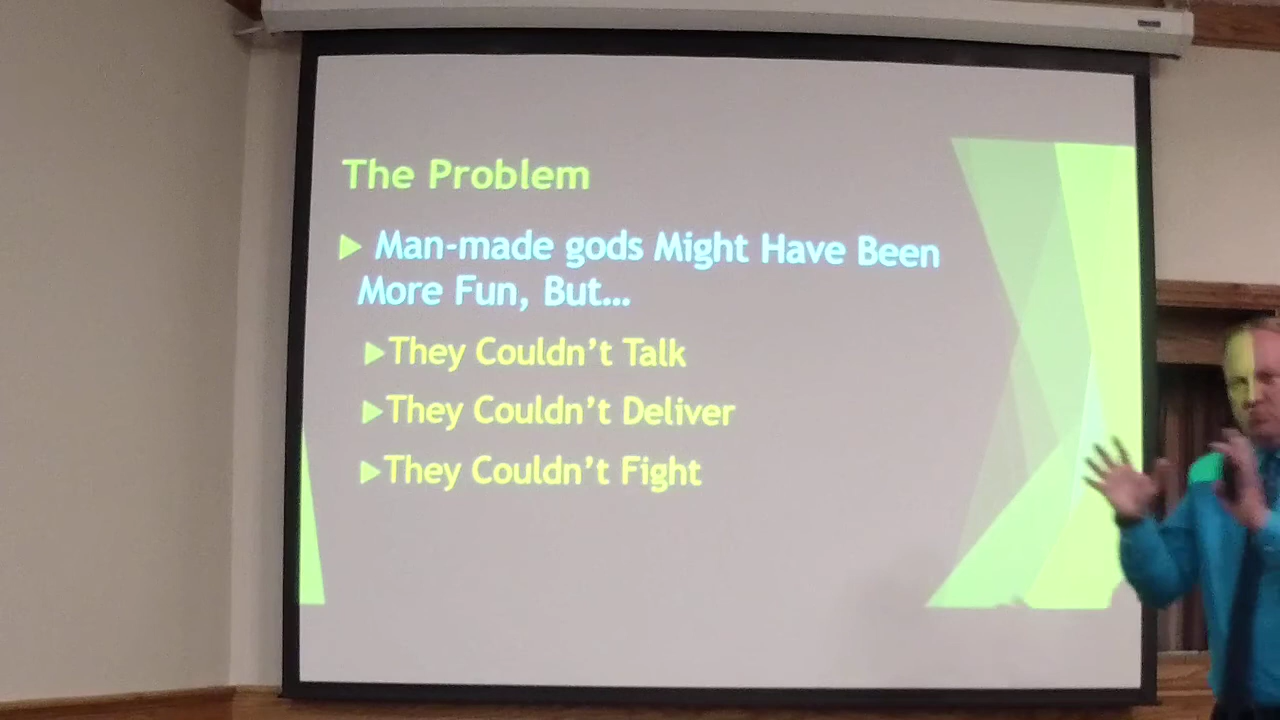 The Problem
Man-made gods Might Have Been
More Fun, But...
They Couldn't Talk
They Couldn't Deliver
They Couldn't Fight